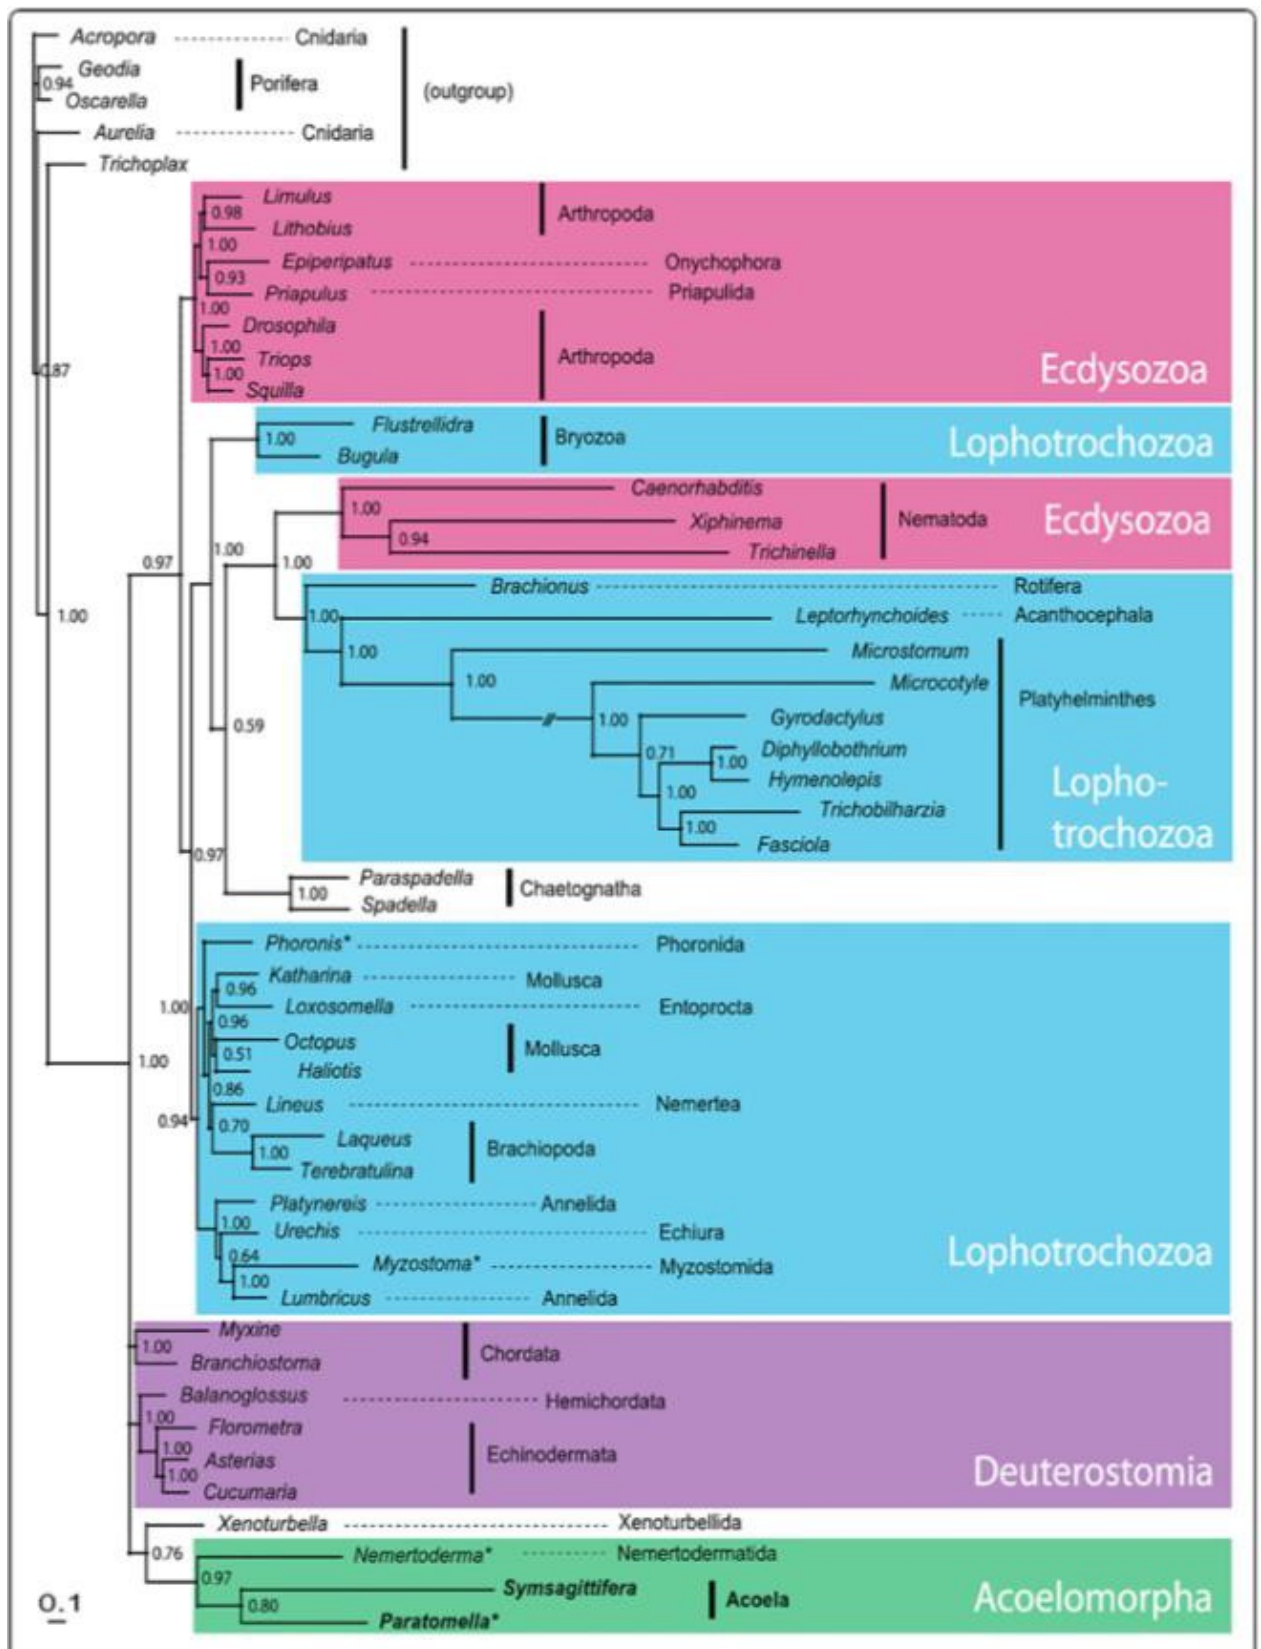 Acropora Cnidaria
Geodia
0.94 Porifera
Oscarella
(outgroup)
Aurelia Cnidaria
Trichoplax
Limulus
0.98 Arthropoda
Lithobius
1.00
Epiperipatus Onychophora
0.93
Priapulus Priapulida
1.00
Drosophila
1.00
Triops Arthropoda
1.00
Squilla
Ecdysozoa
0.87
Flustrellidra
1.00 Bryozoa
Bugula
Lophotrochozoa
Caenorhabditis
1.00
Xiphinema Nematoda
0.94
Trichinella
Ecdysozoa
1.00
0.97
1.00
Brachionus Rotifera
1.00
1.00
Leptorhynchoides Acanthocephala
1.00
Microstomum
1.00
Microcotyle
Platyhelminthes
1.00
Gyrodactylus
0.59
0.71
Diphyllobothrium
1.00
Hymenolepis
1.00
Trichobilharzia
1.00
Fasciola
Lopho-
trochozoa
0.97
Paraspadella
1.00 Chaetognatha
Spadella
Phoronis* Phoronida
Katharina Mollusca
0.96
1.00
Loxosomella Entoprocta
0.96
Octopus
0.51 Mollusca
Haliotis
1.00
0.86
Lineus Nemertea
0.94
0.70
Laqueus
1.00 Brachiopoda
Terebratulina
Platynereis Annelida
1.00
Urechis Echiura
0.64
Myzostoma* Myzostomida
1.00
Lumbricus Annelida
Lophotrochozoa
Myxine
1.00 Chordata
Branchiostoma
Balanoglossus Hemichordata
1.00
Florometra
1.00
Asterias Echinodermata
1.00
Cucumaria
Deuterostomia
Xenoturbella Xenoturbellida
0.76
Nemertoderma* Nemertodermatida
0.97
Symsagittifera
0.80 Acoela
Paratomella*
Acoelomorpha
0.1